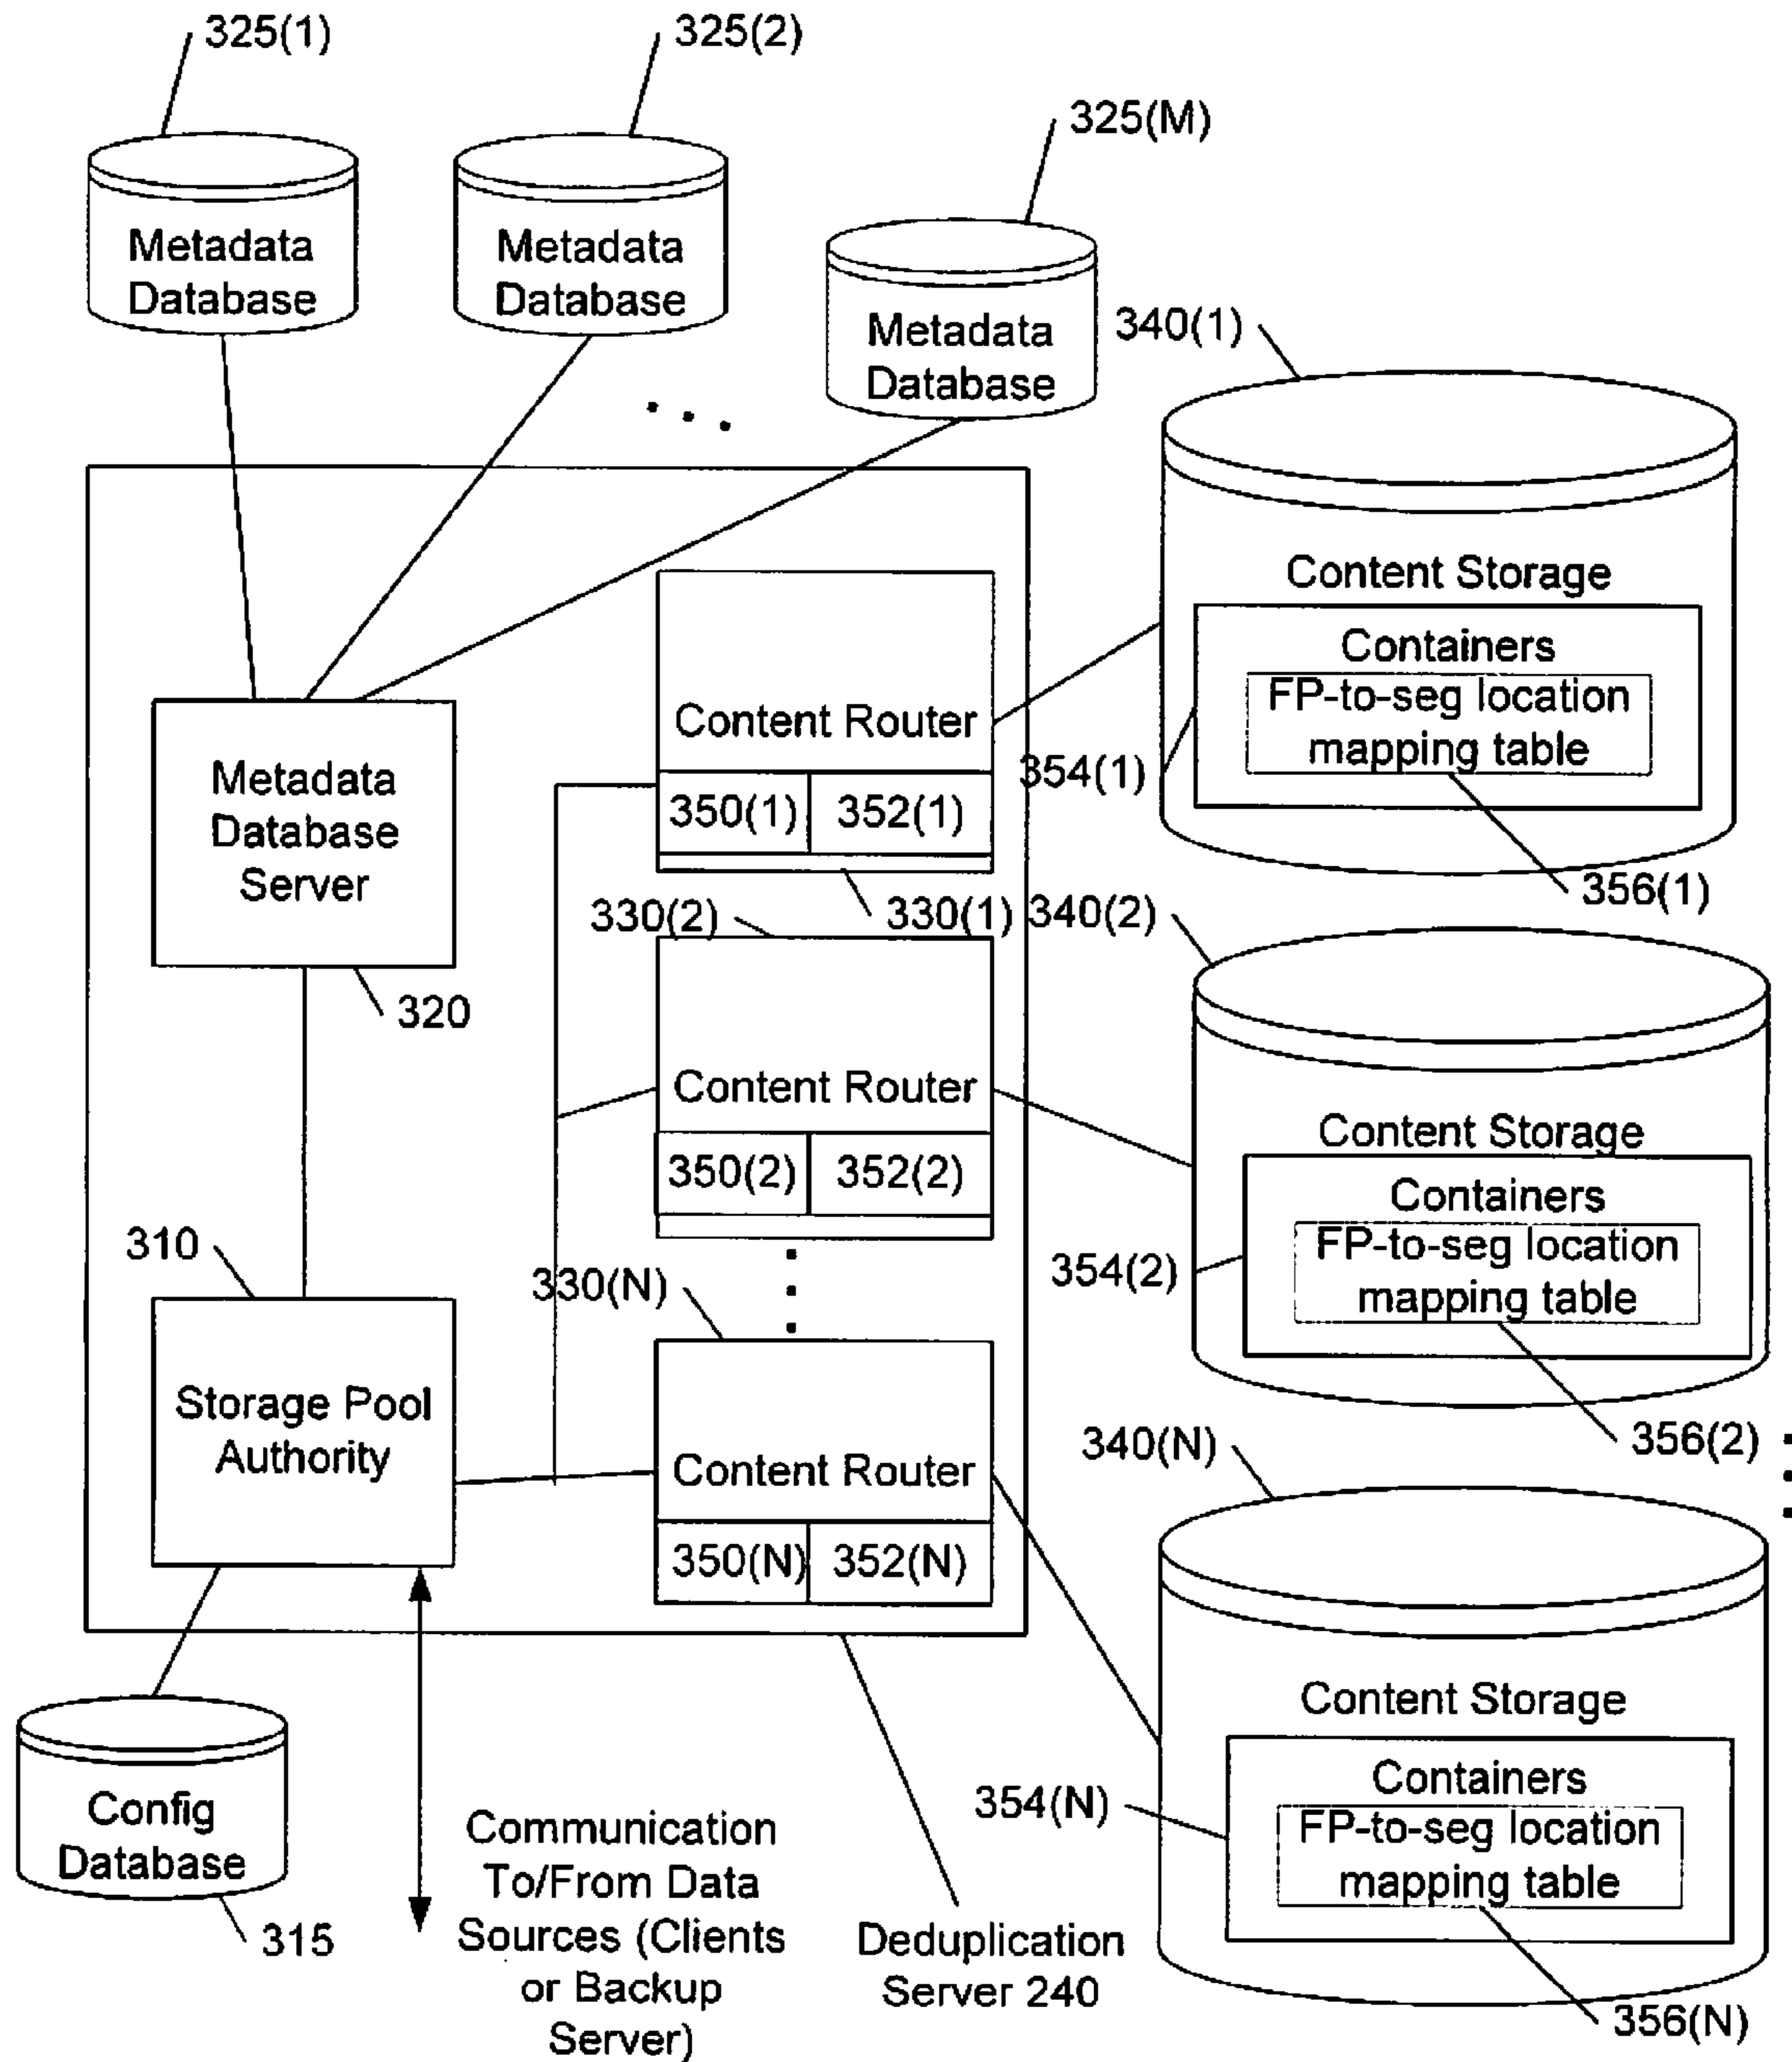 325(1)
325(2)
325(M)
Metadata
Database
Metadata
Database
Metadata
Database
340(1)
Content Storage
Containers
FP-to-seg location
mapping table
354(1)
356(1)
Content Router
350(1)
352(1)
330(1)
Metadata
Database
Server
320
330(2)
340(2)
Content Router
350(2)
352(2)
Content Storage
Containers
FP-to-seg location
mapping table
354(2)
356(2)
310
Storage Pool
Authority
330(N)
Content Router
350(N)
352(N)
340(N)
Content Storage
Containers
FP-to-seg location
mapping table
354(N)
356(N)
Config
Database
315
Communication
To/From Data
Sources (Clients
or Backup
Server)
Deduplication
Server 240